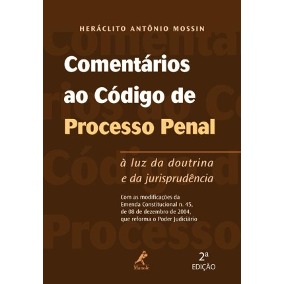 HERÁCLITO ANTÔNIO MOSSIN
Comentários
ao Código de
Processo Penal
à luz da doutrina
e da jurisprudência
Com as modificações da
Emenda Constitucional n. 45,
de 08 de dezembro de 2004,
que reforma o Poder Judiciário
2ª
EDIÇÃO
Manole